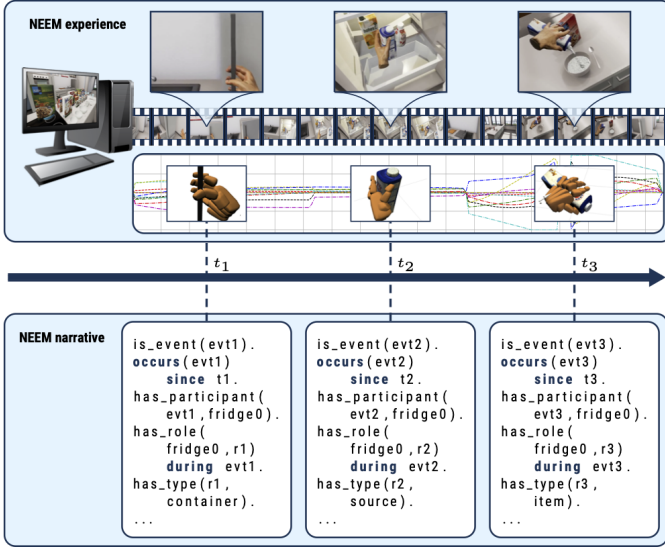 NEEM experience
t1
t2
t3
NEEM narrative
is_event(evt1).
occurs(evt1)
since t1.
has_participant(
evt1,fridge0).
has_role(
fridge0,r1)
during evt1.
has_type(r1,
container).
...
is_event(evt2).
occurs(evt2)
since t2.
has_participant(
evt2,fridge0).
has_role(
fridge0,r2)
during evt2.
has_type(r2,
source).
...
is_event(evt3).
occurs(evt3)
since t3.
has_participant(
evt3,fridge0).
has_role(
fridge0,r3)
during evt3.
has_type(r3,
item).
...